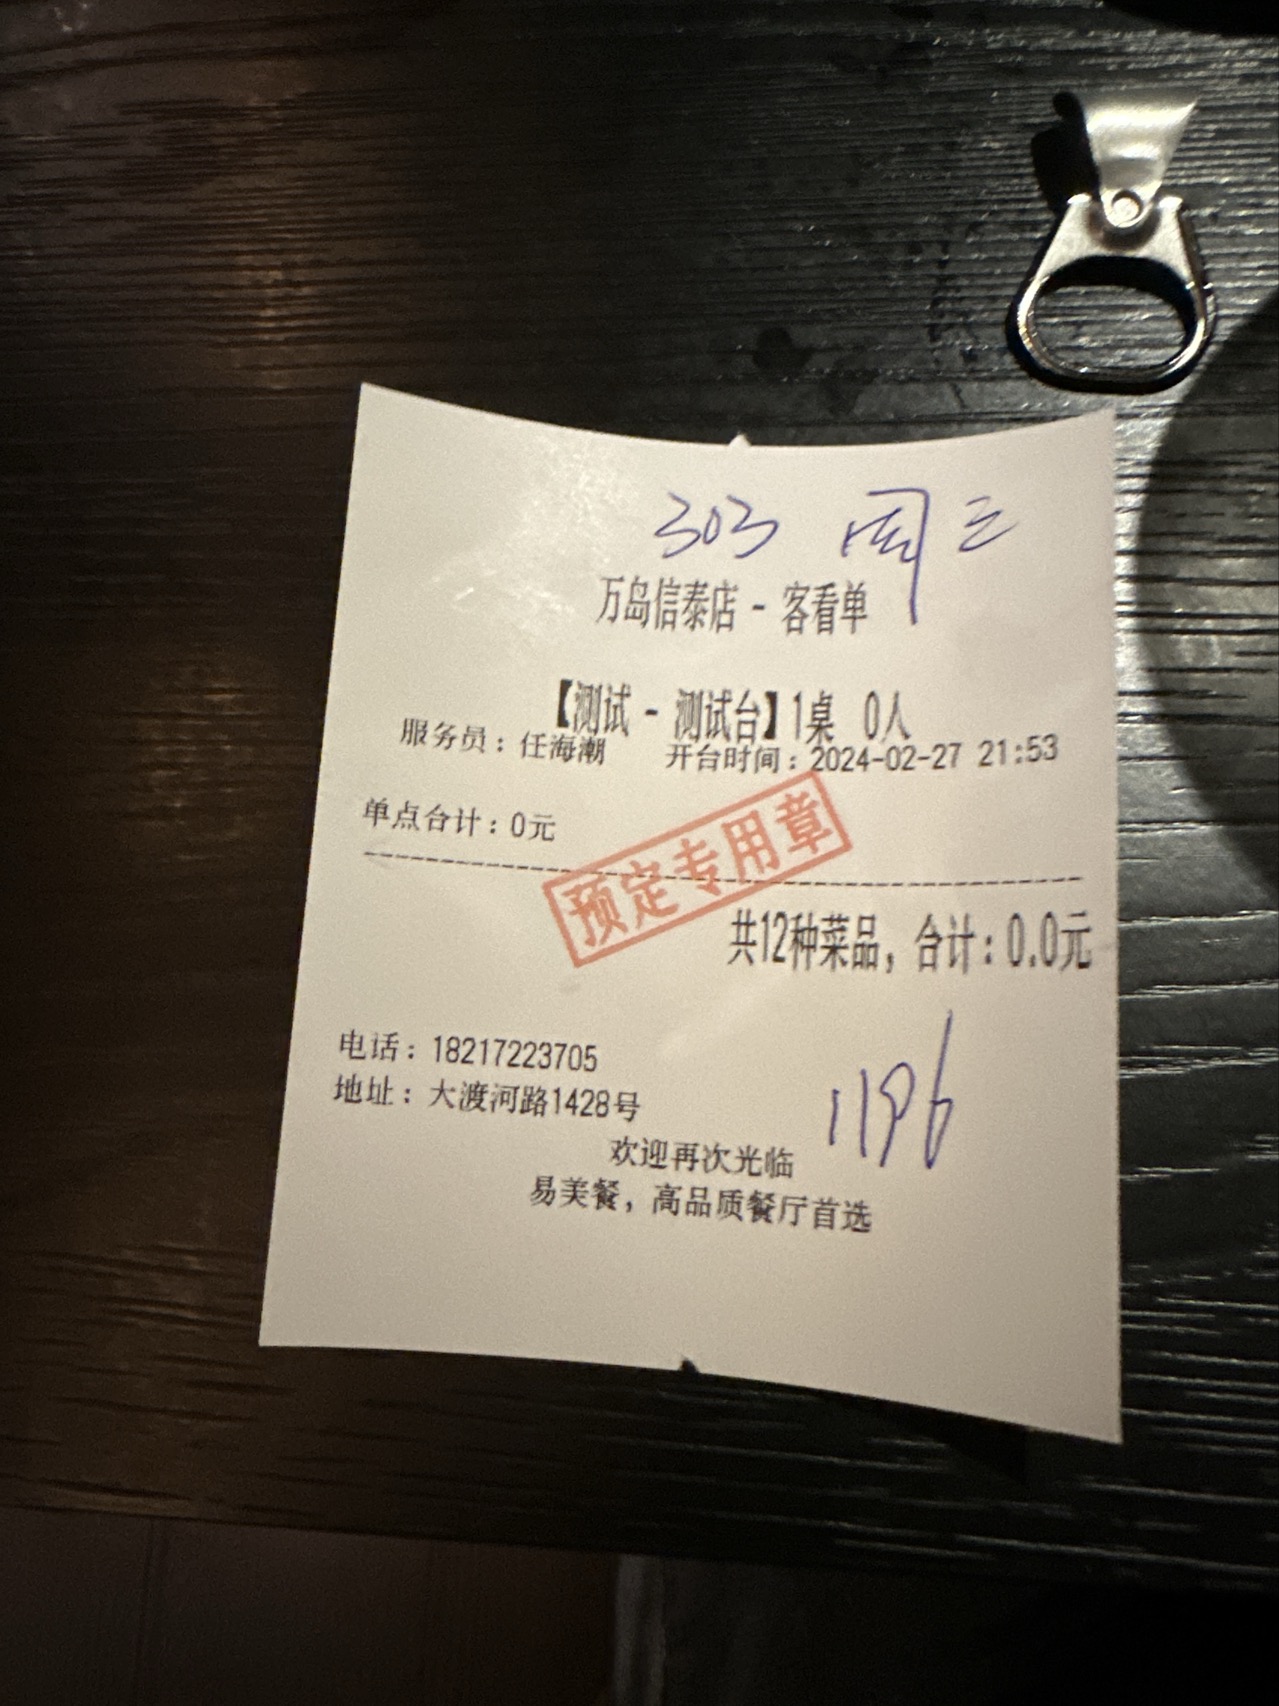 303 周三
万岛信泰店 - 客看单
【测试 - 测试台】1桌 0人
服务员：任海潮 开台时间：2024-02-27 21:53
单点台计：0元
预定专用章
共12种菜品，合计：0.0元
电话：18217223705
地址：大渡河路1428号
1196
欢迎再次光临
易美餐，高品质餐厅首选